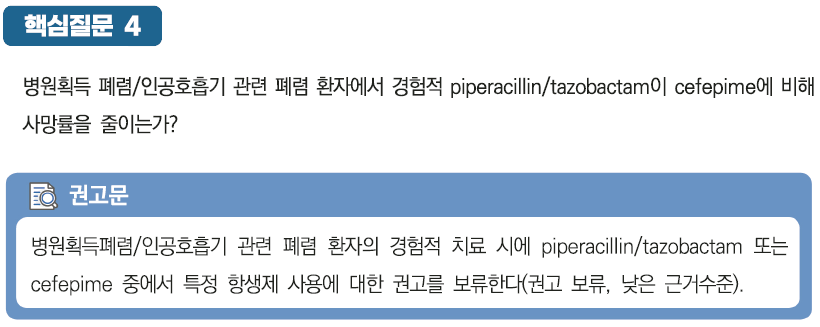 핵심질문 4
병원획득 폐렴/인공호흡기 관련 폐렴 환자에서 경험적 piperacillin/tazobactam이 cefepime에 비해
사망률을 줄이는가?
권고문
병원획득폐렴/인공호흡기 관련 폐렴 환자의 경험적 치료 시에 piperacillin/tazobactam 또는
cefepime 중에서 특정 항생제 사용에 대한 권고를 보류한다(권고 보류, 낮은 근거수준).